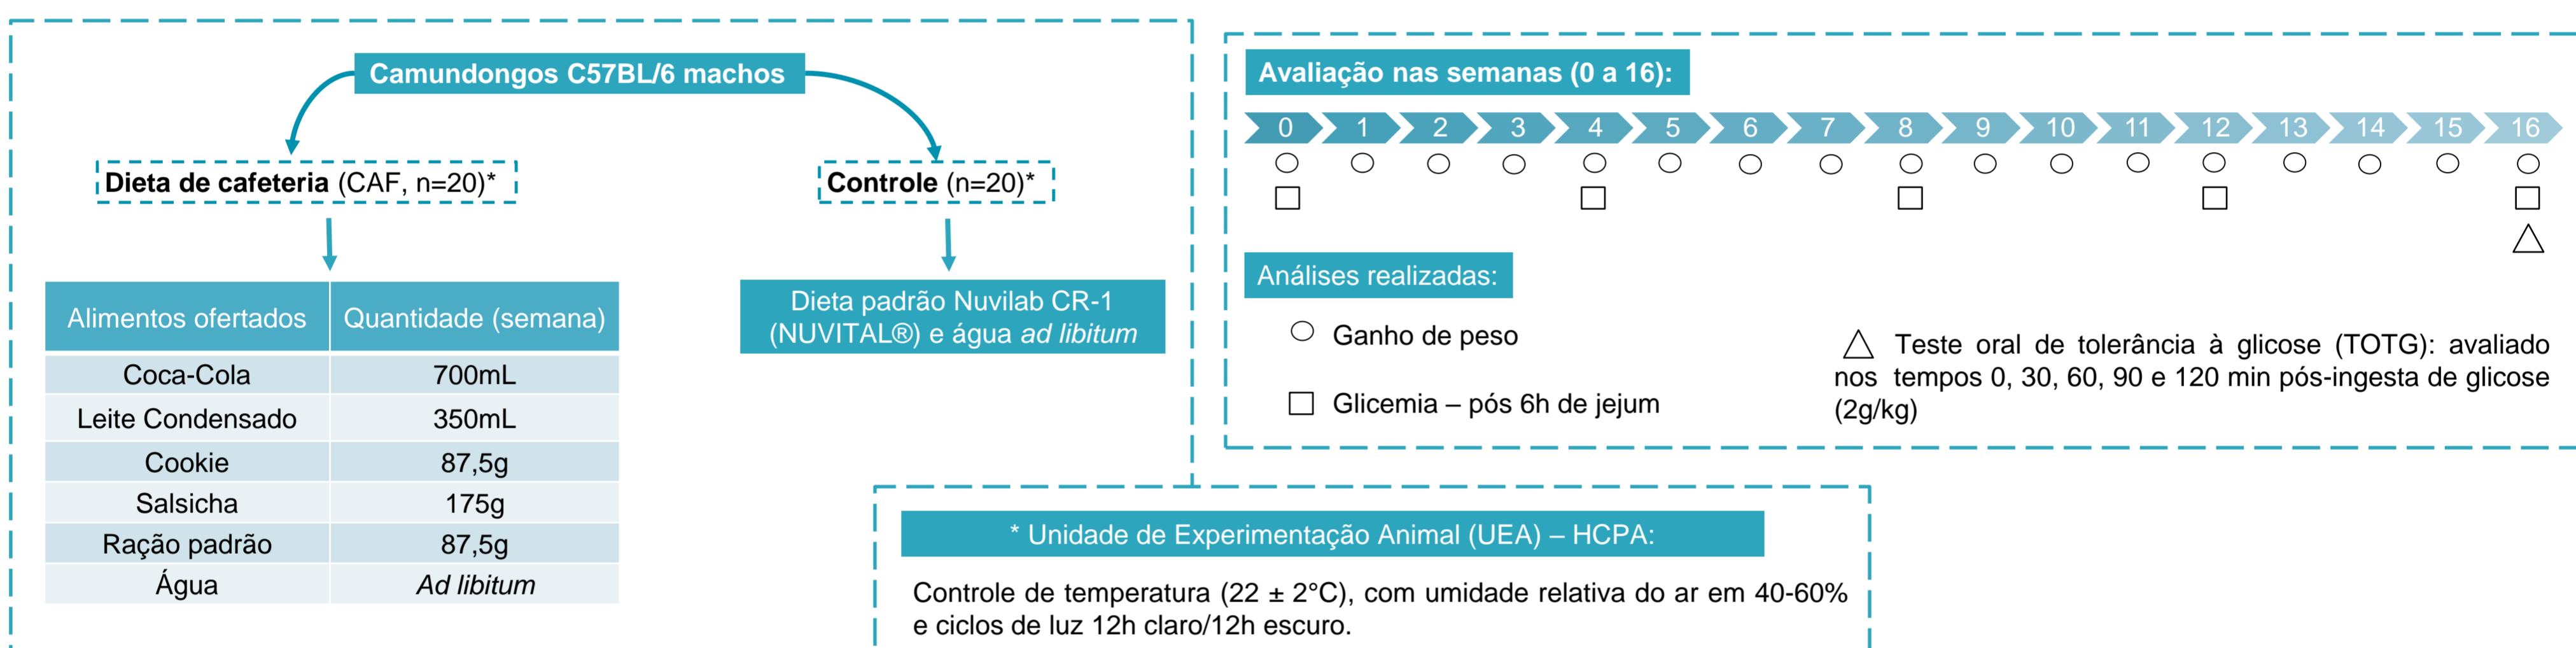 Camundongos C57BL/6 machos
Dieta de cafeteria (CAF, n=20)*
Controle (n=20)*
Alimentos ofertados Quantidade (semana)
Coca-Cola 700mL
Leite Condensado 350mL
Cookie 87,5g
Salsicha 175g
Ração padrão 87,5g
Água Ad libitum
Dieta padrão Nuvilab CR-1
(NUVITAL®) e água ad libitum
Avaliação nas semanas (0 a 16):
0 1 2 3 4 5 6 7 8 9 10 11 12 13 14 15 16
Análises realizadas:
Ganho de peso
Glicemia – pós 6h de jejum
Teste oral de tolerância à glicose (TOTG): avaliado
nos tempos 0, 30, 60, 90 e 120 min pós-ingesta de glicose
(2g/kg)
* Unidade de Experimentação Animal (UEA) – HCPA:
Controle de temperatura (22 ± 2°C), com umidade relativa do ar em 40-60%
e ciclos de luz 12h claro/12h escuro.